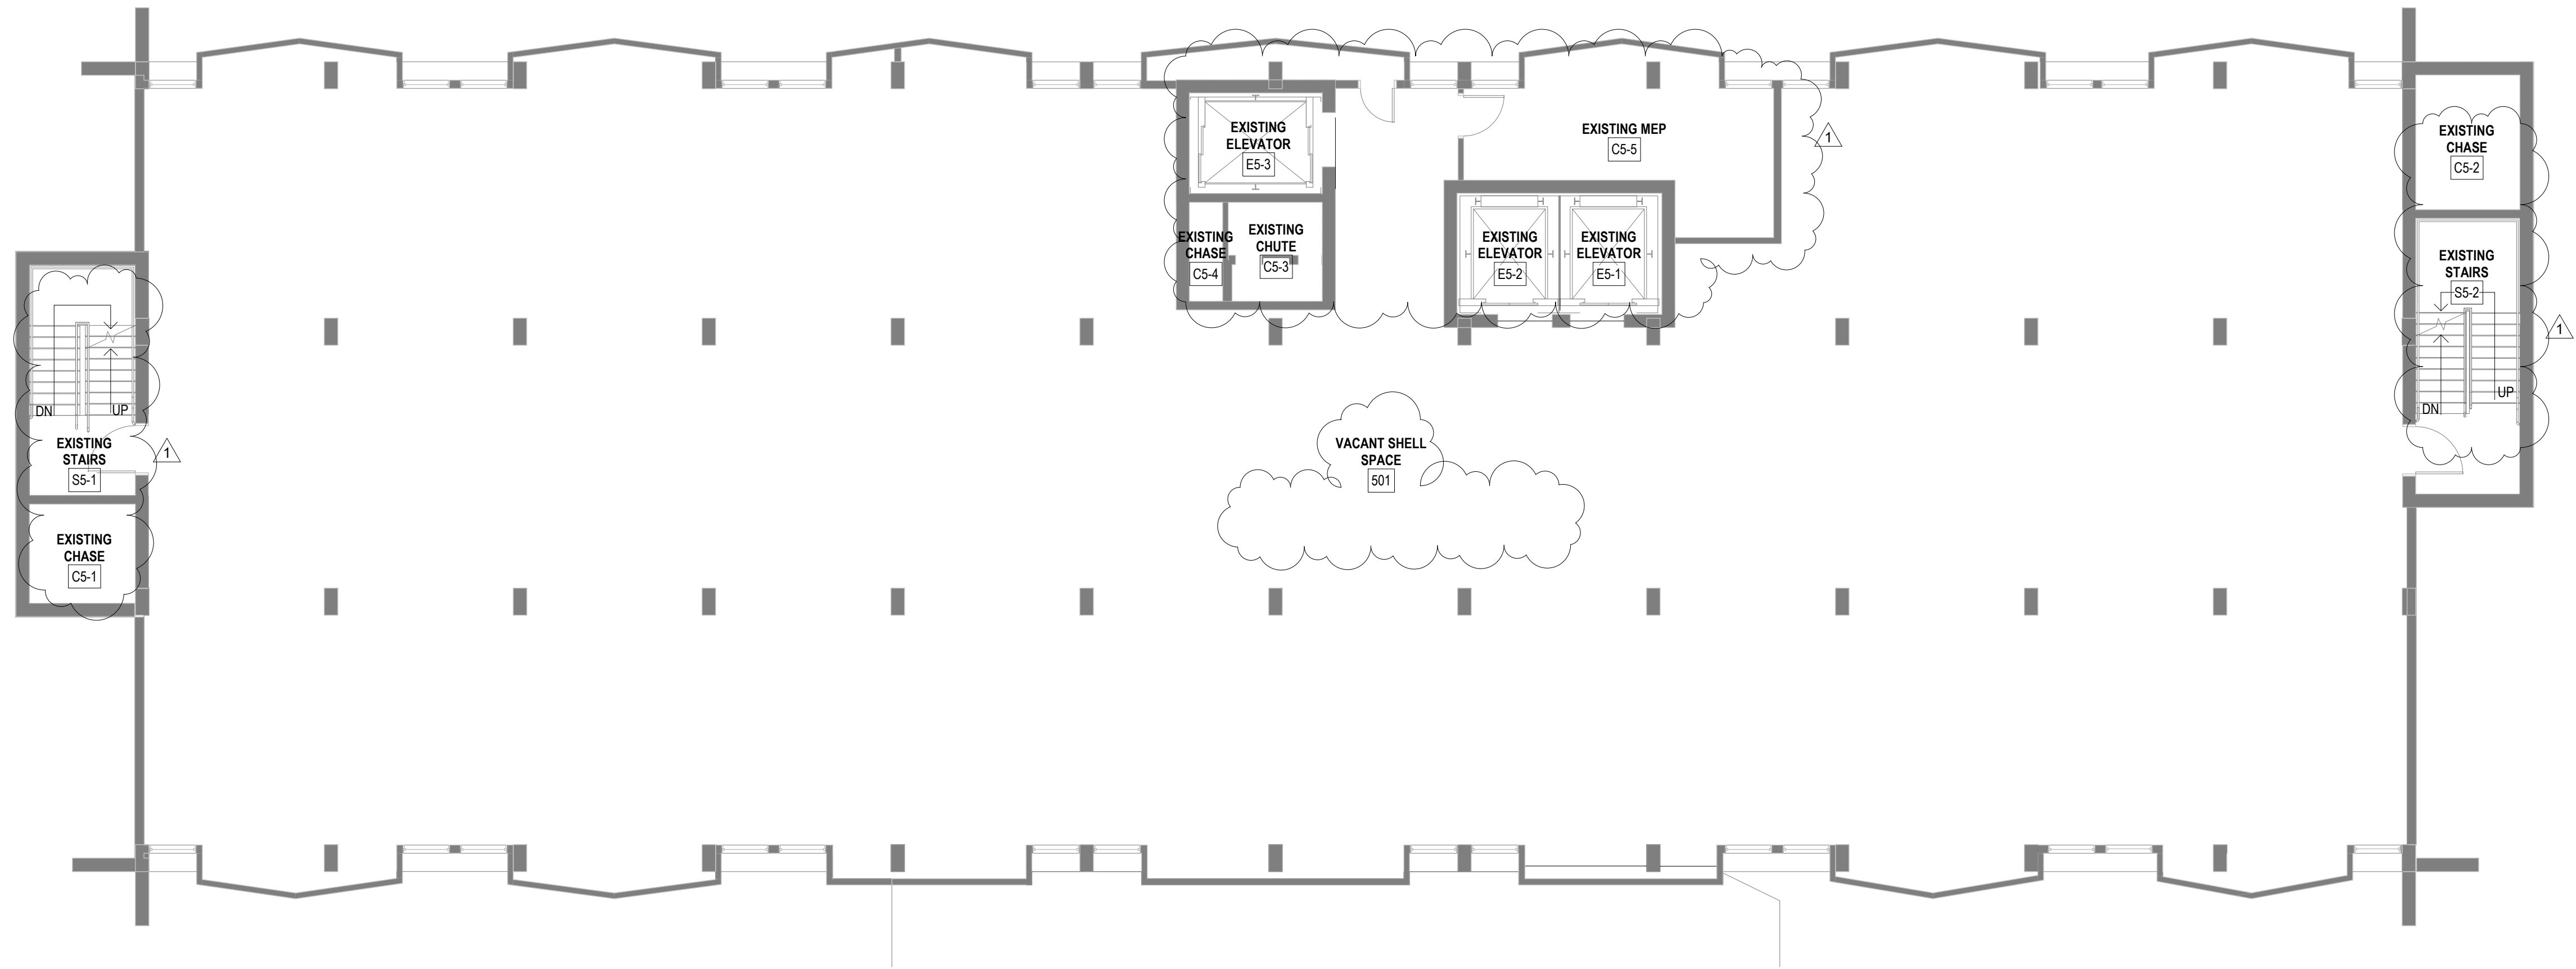 EXISTING
ELEVATOR
E5-3
EXISTING MEP
C5-5
1
EXISTING
CHASE
C5-2
EXISTING
CHASE
C5-4
EXISTING
CHUTE
C5-3
EXISTING
ELEVATOR
E5-2
EXISTING
ELEVATOR
E5-1
EXISTING
STAIRS
S5-2
1
DN
UP
DN
UP
EXISTING
STAIRS
S5-1
1
VACANT SHELL
SPACE
501
EXISTING
CHASE
C5-1